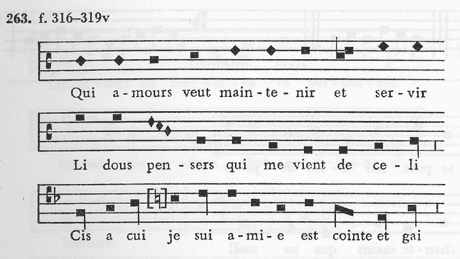 263. f. 316–319v
Qui a-mours veut main-te-nir et ser-vir
Li dous pen-sers qui me vient de ce-li
Cis a cui je sui a-mi-e est cointe et gai